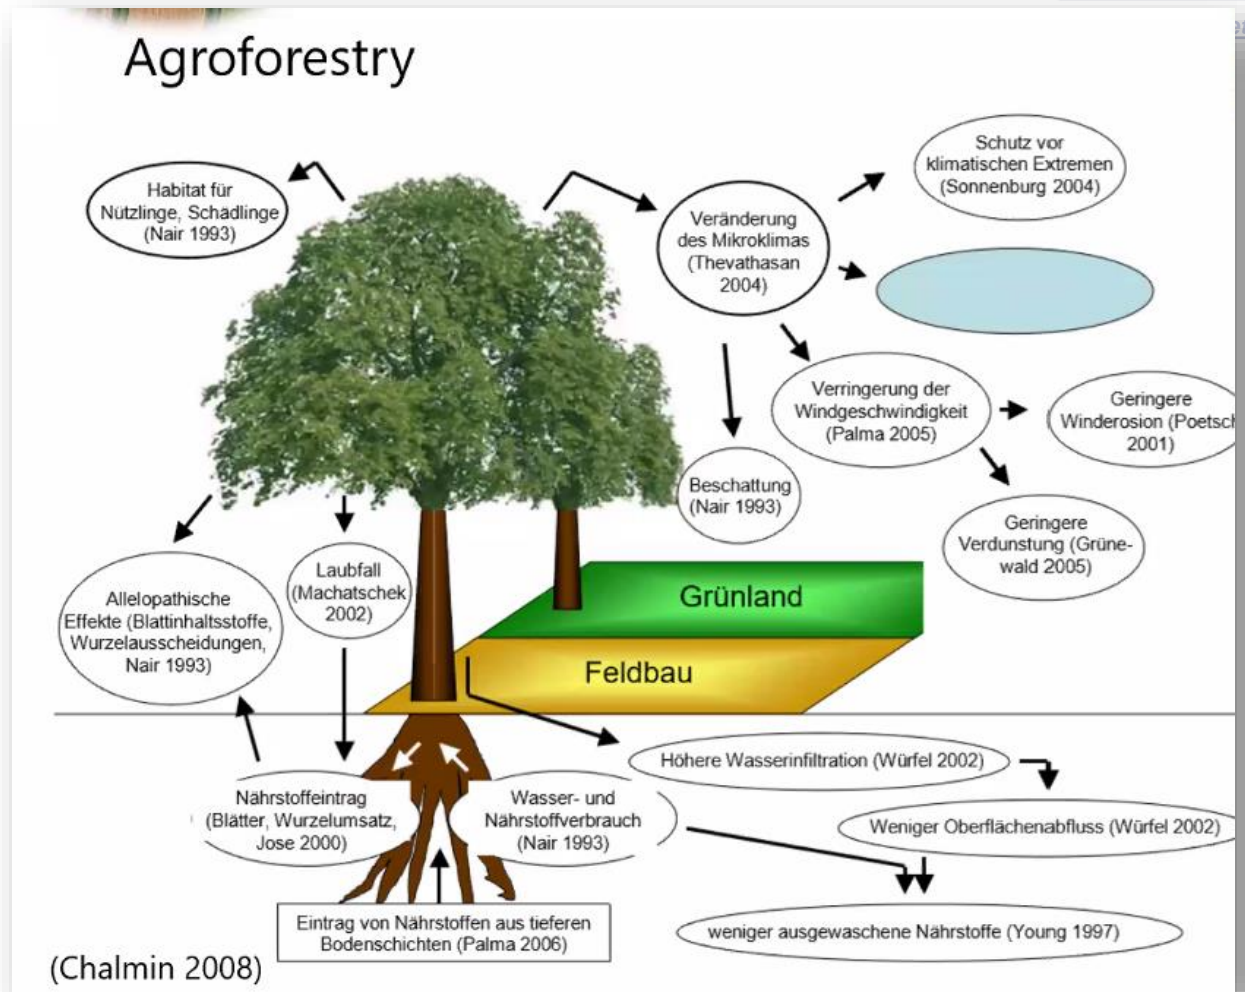 Agroforestry
Habitat für
Nützlinge, Schädlinge
(Nair 1993)
Veränderung
des Mikroklimas
(Thevathasan
2004)
Schutz vor
klimatischen Extremen
(Sonnenburg 2004)
Verringerung der
Windgeschwindigkeit
(Palma 2005)
Geringere
Winderosion (Poetsch
2001)
Beschattung
(Nair 1993)
Geringere
Verdunstung (Grüne-
wald 2005)
Allelopathische
Effekte (Blattinhaltsstoffe,
Wurzelausscheidungen,
Nair 1993)
Laubfall
(Machatschek
2002)
Grünland
Feldbau
Höhere Wasserinfiltration (Würfel 2002)
Nährstoffeintrag
(Blätter, Wurzelumsatz,
Jose 2000)
Wasser- und
Nährstoffverbrauch
(Nair 1993)
Weniger Oberflächenabfluss (Würfel 2002)
Eintrag von Nährstoffen aus tieferen
Bodenschichten (Palma 2006)
weniger ausgewaschene Nährstoffe (Young 1997)
(Chalmin 2008)